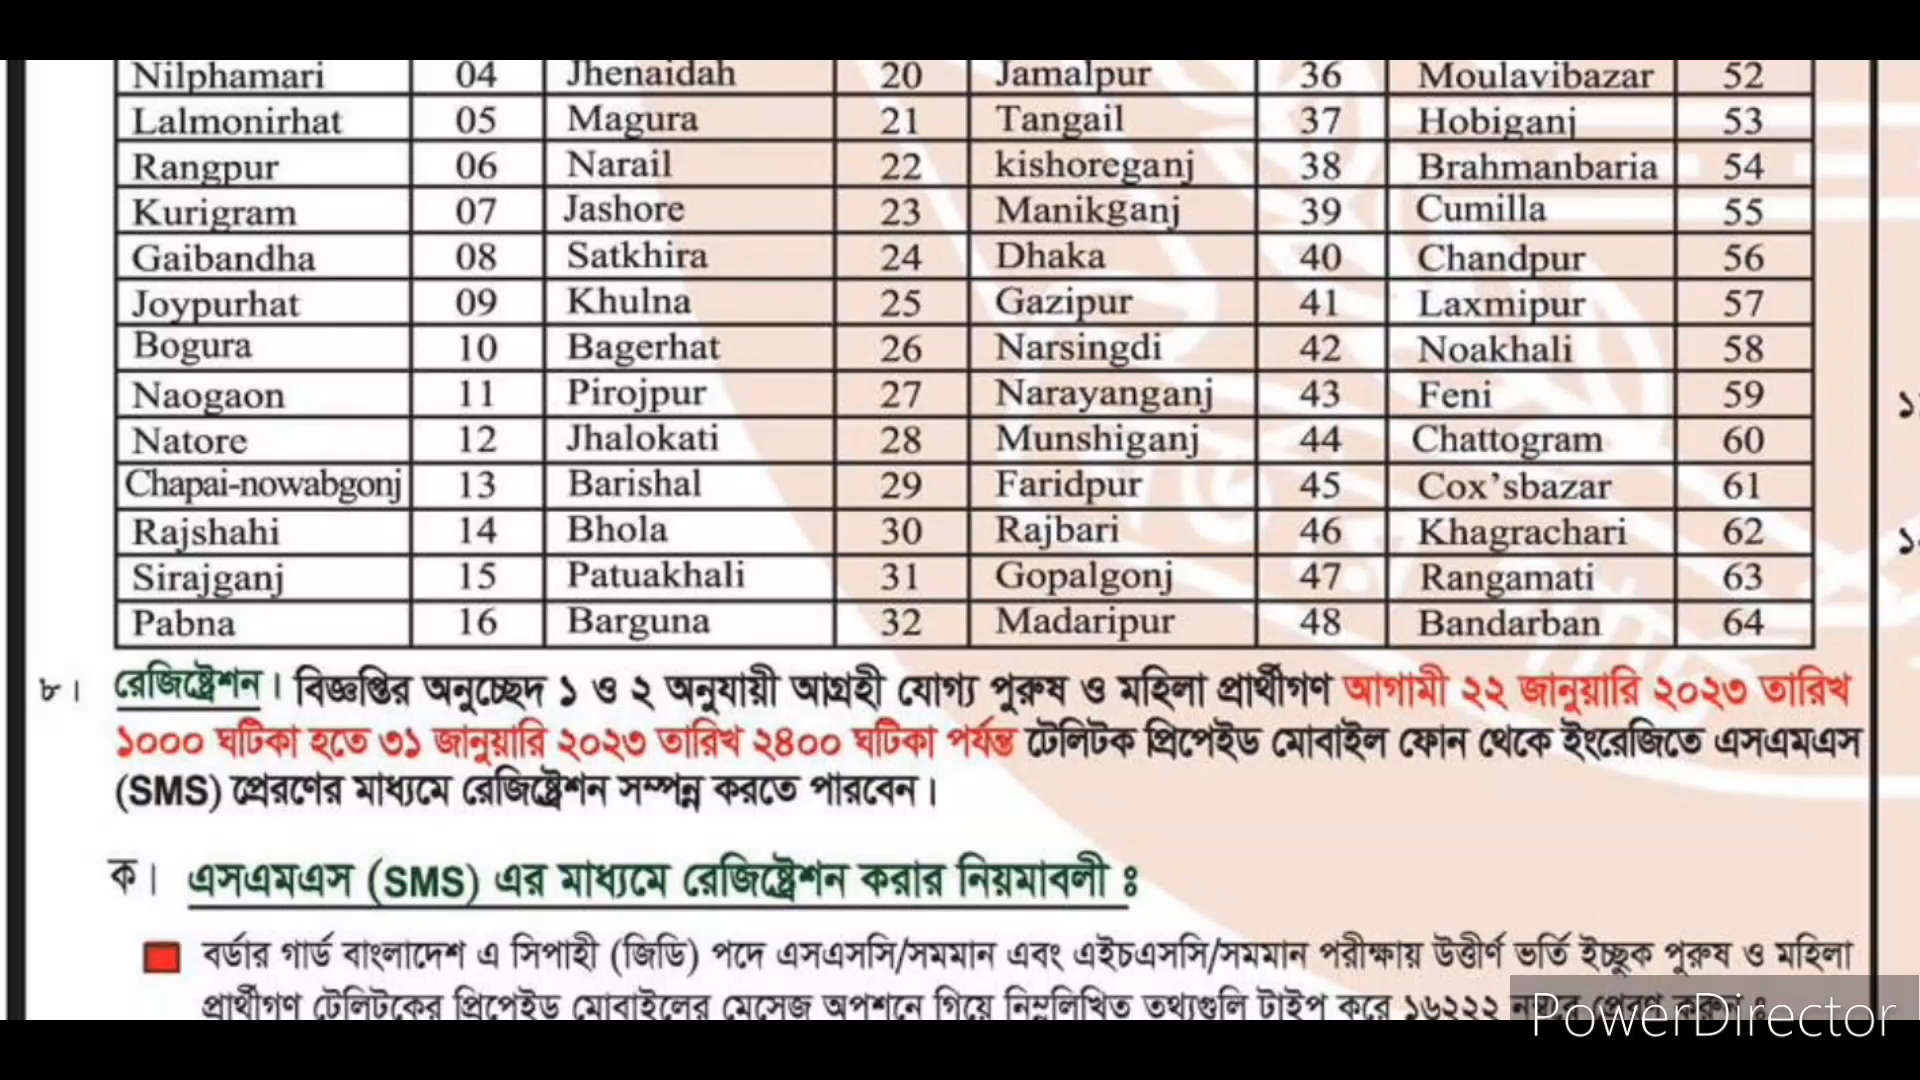 Nilphamari 04 Jhenaidah 20 Jamalpur 36 Moulavibazar 52
Lalmonirhat 05 Magura 21 Tangail 37 Hobiganj 53
Rangpur 06 Narail 22 kishoreganj 38 Brahmanbaria 54
Kurigram 07 Jashore 23 Manikganj 39 Cumilla 55
Gaibandha 08 Satkhira 24 Dhaka 40 Chandpur 56
Joypurhat 09 Khulna 25 Gazipur 41 Laxmipur 57
Bogura 10 Bagerhat 26 Narsingdi 42 Noakhali 58
Naogaon 11 Pirojpur 27 Narayanganj 43 Feni 59
Natore 12 Jhalokati 28 Munshiganj 44 Chattogram 60
Chapai-nowabgonj 13 Barishal 29 Faridpur 45 Cox’sbazar 61
Rajshahi 14 Bhola 30 Rajbari 46 Khagrachari 62
Sirajganj 15 Patuakhali 31 Gopalgonj 47 Rangamati 63
Pabna 16 Barguna 32 Madaripur 48 Bandarban 64
৮। রেজিষ্ট্রেশন। বিজ্ঞপ্তির অনুচ্ছেদ ১ ও ২ অনুযায়ী আগ্রহী যোগ্য পুরুষ ও মহিলা প্রার্থীগণ আগামী ২২ জানুয়ারি ২০২৩ তারিখ
১০০০ ঘটিকা হতে ৩১ জানুয়ারি ২০২৩ তারিখ ২৪০০ ঘটিকা পর্যন্ত টেলিটক প্রিপেইড মোবাইল ফোন থেকে ইংরেজিতে এসএমএস
(SMS) প্রেরণের মাধ্যমে রেজিষ্ট্রেশন সম্পন্ন করতে পারবেন।
ক। এসএমএস (SMS) এর মাধ্যমে রেজিষ্ট্রেশন করার নিয়মাবলী ঃ
বর্ডার গার্ড বাংলাদেশ এ সিপাহী (জিডি) পদে এসএসসি/সমমান এবং এইচএসসি/সমমান পরীক্ষায় উত্তীর্ণ ভর্তি ইচ্ছুক পুরুষ ও মহিলা
প্রার্থীগণ টেলিটকের প্রিপেইড মোবাইলের মেসেজ অপশনে গিয়ে নিম্নলিখিত তথ্যগুলি টাইপ করে ১৬২২২ নম্বরে প্রেরণ করুন ঃ
PowerDirector